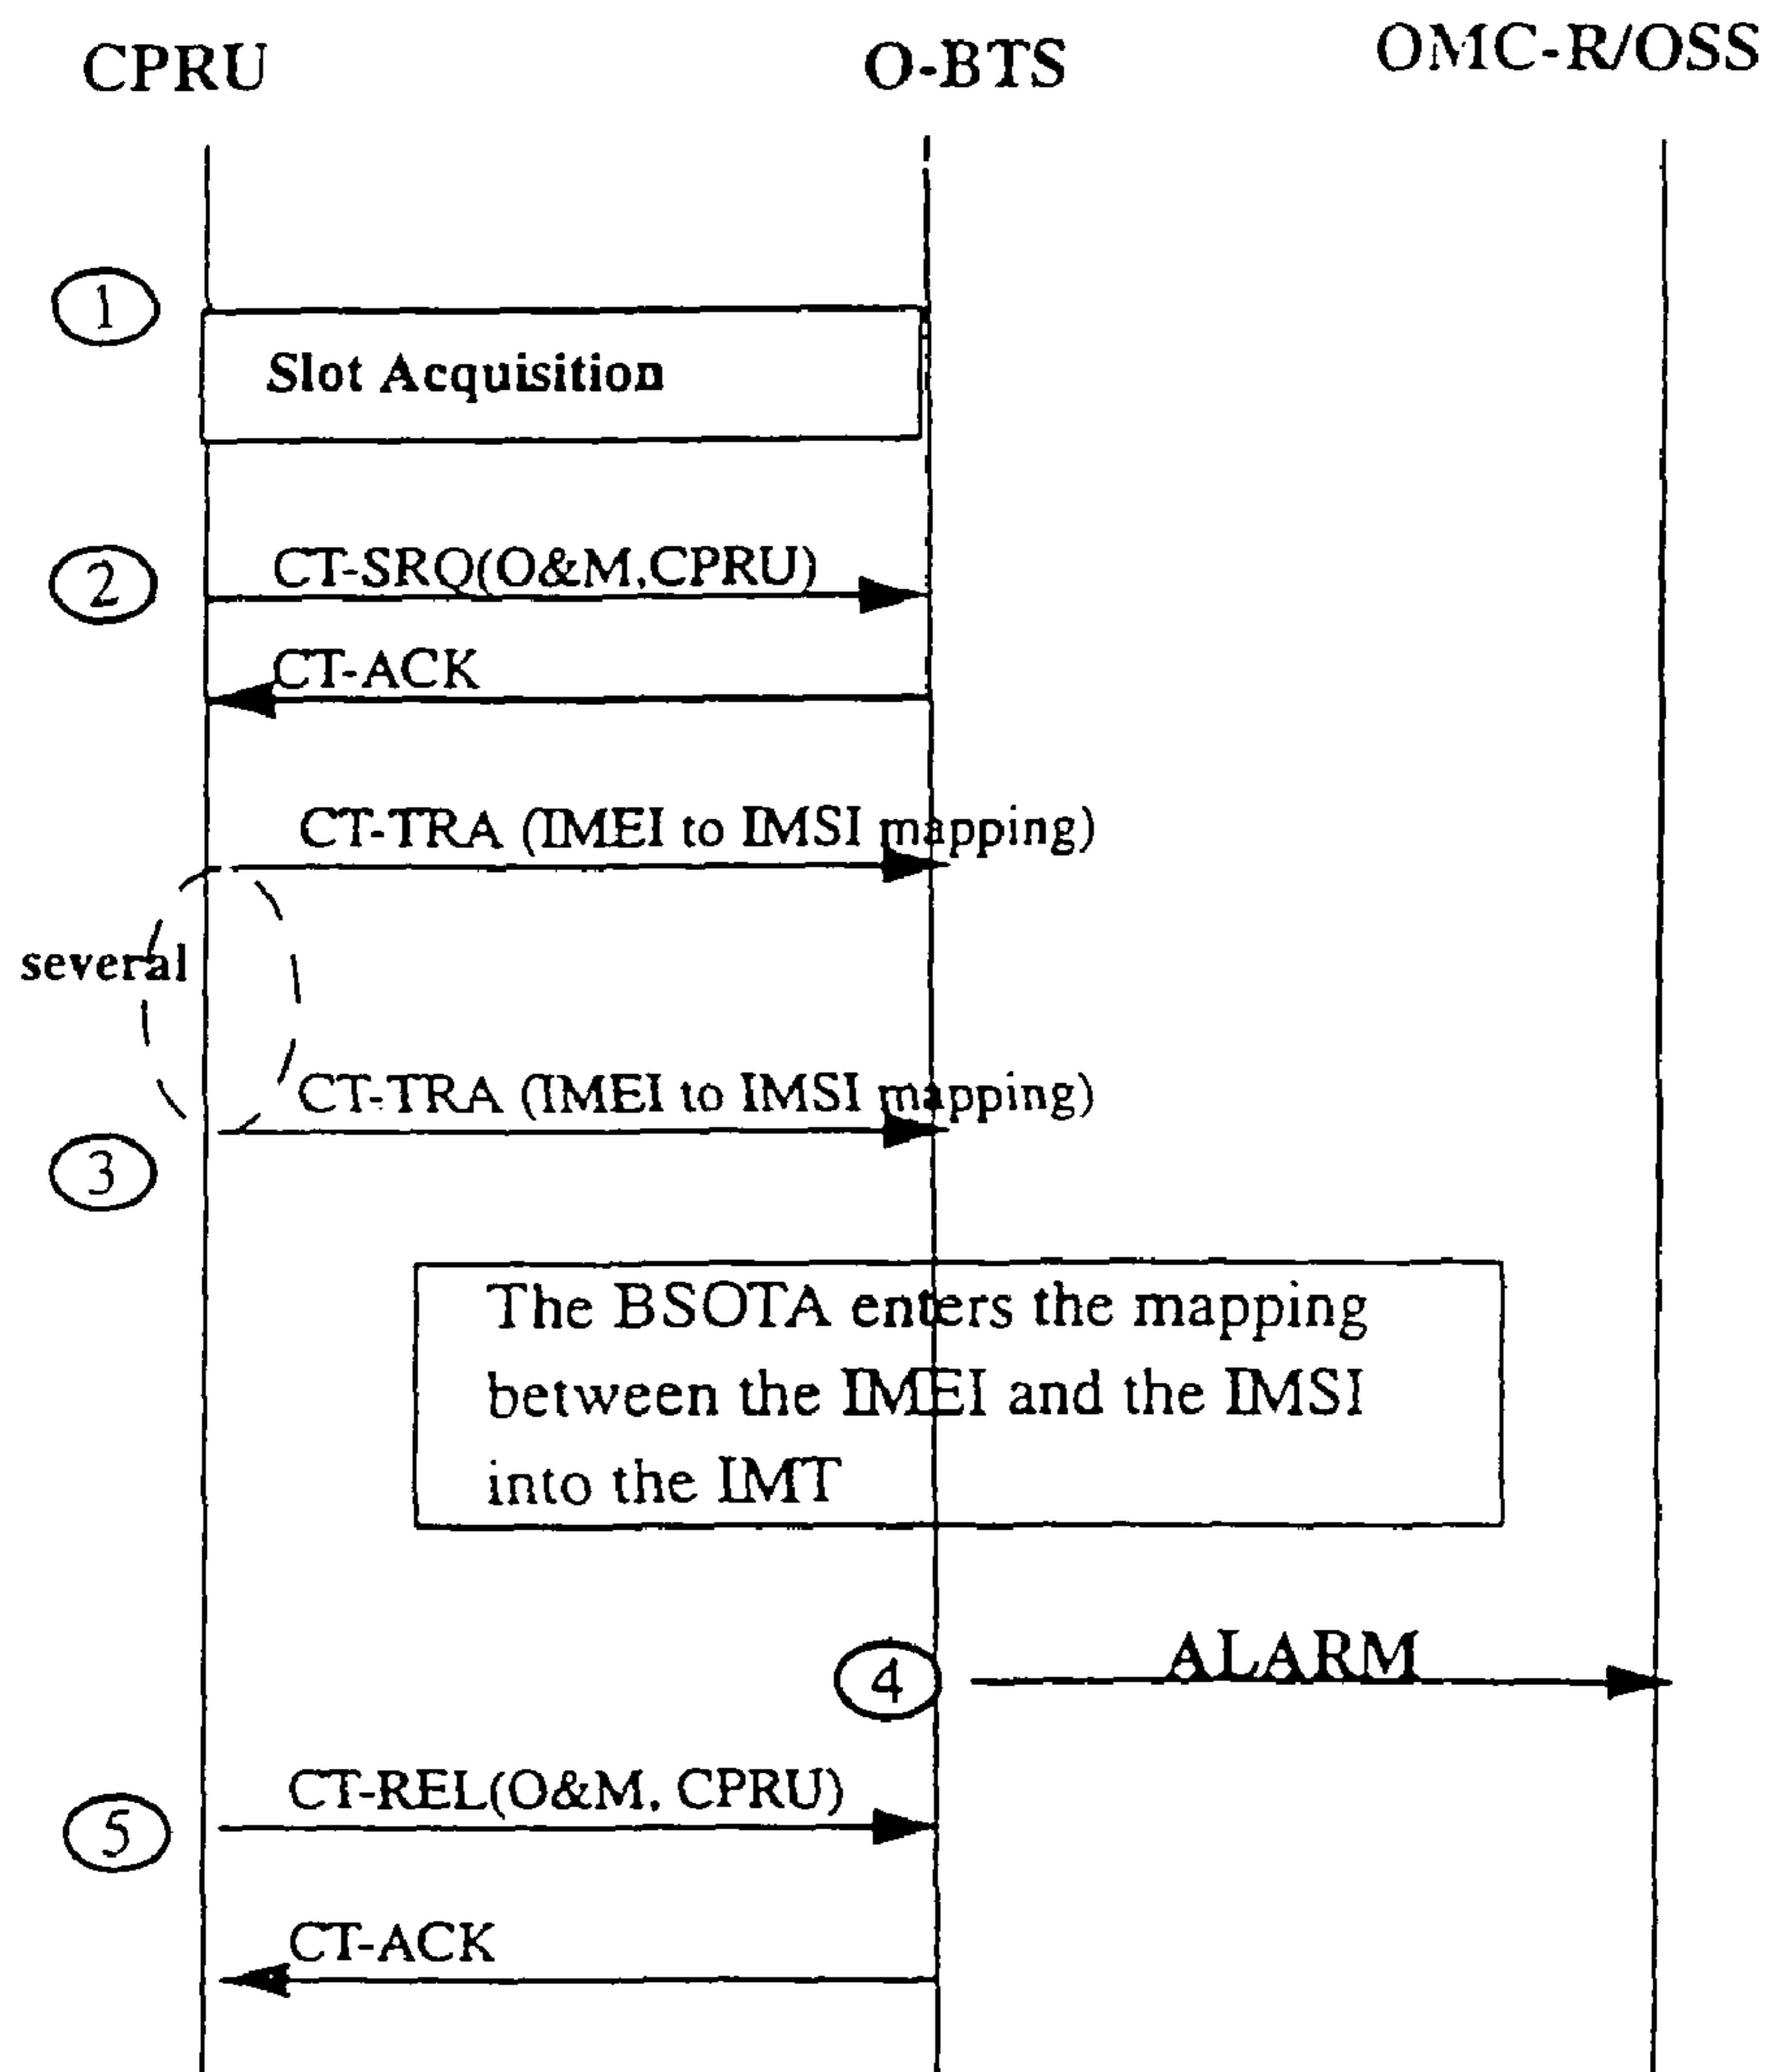 CPRU O-BTS OMC-R/OSS
1
Slot Acquisition
2
CT-SRQ(O&M,CPRU)
CT-ACK
CT-TRA (IMEI to IMSI mapping)
several
CT-TRA (IMEI to IMSI mapping)
3
The BSOTA enters the mapping
between the IMEI and the IMSI
into the IMT
4
ALARM
CT-REL(O&M, CPRU)
5
CT-ACK